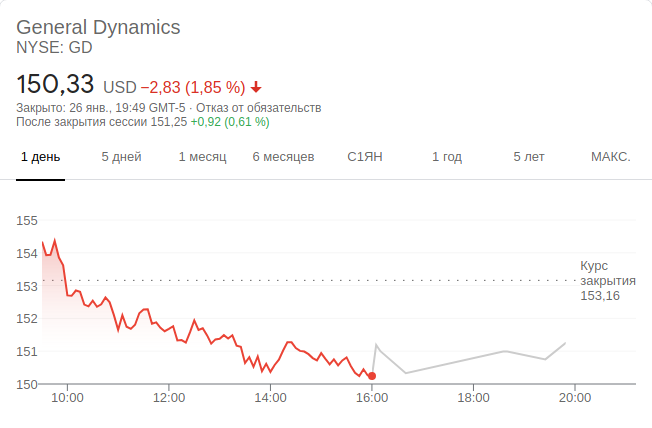 General Dynamics
NYSE: GD
150,33 USD −2,83 (1,85 %)
Закрыто: 26 янв., 19:49 GMT-5 · Отказ от обязательств
После закрытия сессии 151,25 +0,92 (0,61 %)
1 день 5 дней 1 месяц 6 месяцев С1ЯН 1 год 5 лет МАКС.
155
154
153
152
151
150
Курс
закрытия
153,16
10:00 12:00 14:00 16:00 18:00 20:00